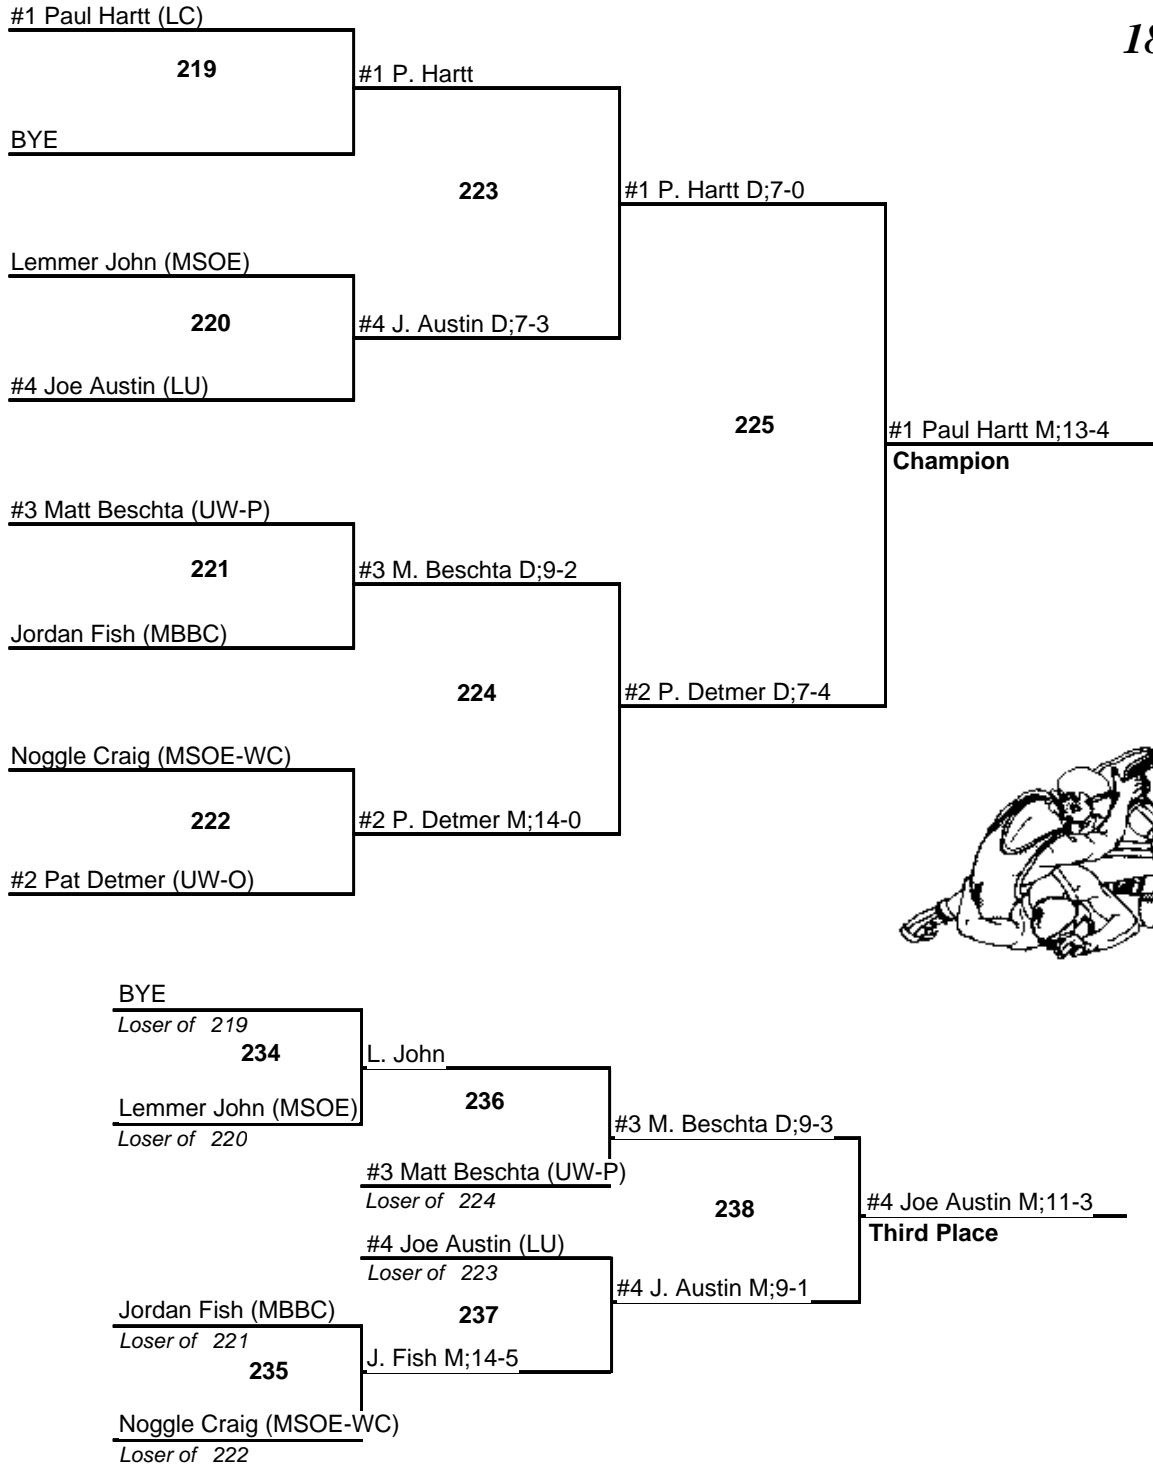 #1 Paul Hartt (LC)
18
219
#1 P. Hartt
BYE
223
#1 P. Hartt D;7-0
Lemmer John (MSOE)
220
#4 J. Austin D;7-3
#4 Joe Austin (LU)
225
#1 Paul Hartt M;13-4
Champion
#3 Matt Beschta (UW-P)
221
#3 M. Beschta D;9-2
Jordan Fish (MBBC)
224
#2 P. Detmer D;7-4
Noggle Craig (MSOE-WC)
222
#2 P. Detmer M;14-0
#2 Pat Detmer (UW-O)
BYE
Loser of 219
234
L. John
236
Lemmer John (MSOE)
Loser of 220
#3 M. Beschta D;9-3
#3 Matt Beschta (UW-P)
Loser of 224
238
#4 Joe Austin M;11-3
Third Place
#4 Joe Austin (LU)
Loser of 223
#4 J. Austin M;9-1
Jordan Fish (MBBC)
Loser of 221
237
235
J. Fish M;14-5
Noggle Craig (MSOE-WC)
Loser of 222